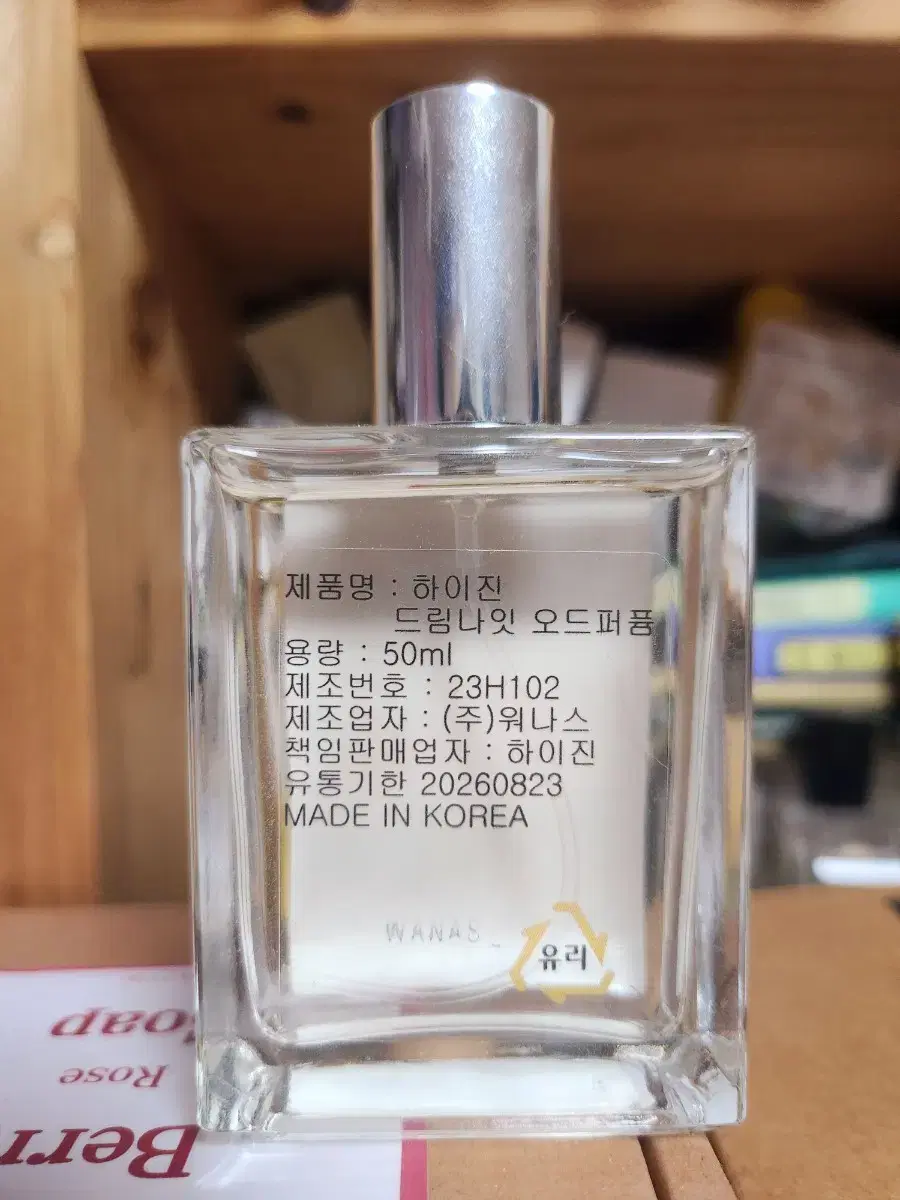 제품명 : 하이진
드림나잇 오드퍼퓸
용량 : 50ml
제조번호 : 23H102
제조업자 : (주)워나스
책임판매업자 : 하이진
유통기한 20260823
MADE IN KOREA
WANAS_
유리
Soap
Rose
Berr